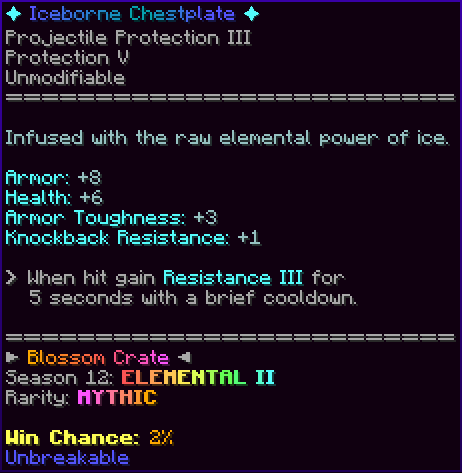 ✦ Iceborne Chestplate ✦
Projectile Protection III
Protection V
Unmodifiable
================================
Infused with the raw elemental power of ice.
Armor: +8
Health: +6
Armor Toughness: +3
Knockback Resistance: +1
> When hit gain Resistance III for
5 seconds with a brief cooldown.
================================
► Blossom Crate ◄
Season 12: ELEMENTAL II
Rarity: MYTHIC
Win Chance: 2%
Unbreakable